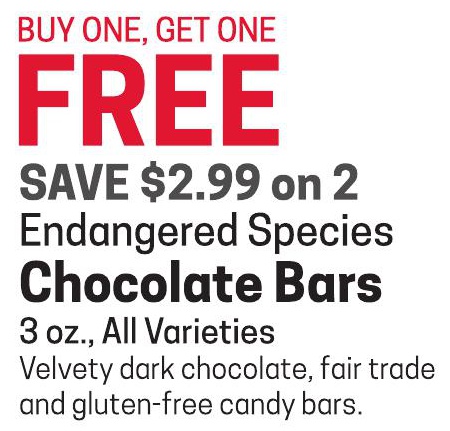 BUY ONE, GET ONE
FREE
SAVE $2.99 on 2
Endangered Species
Chocolate Bars
3 oz., All Varieties
Velvety dark chocolate, fair trade
and gluten-free candy bars.